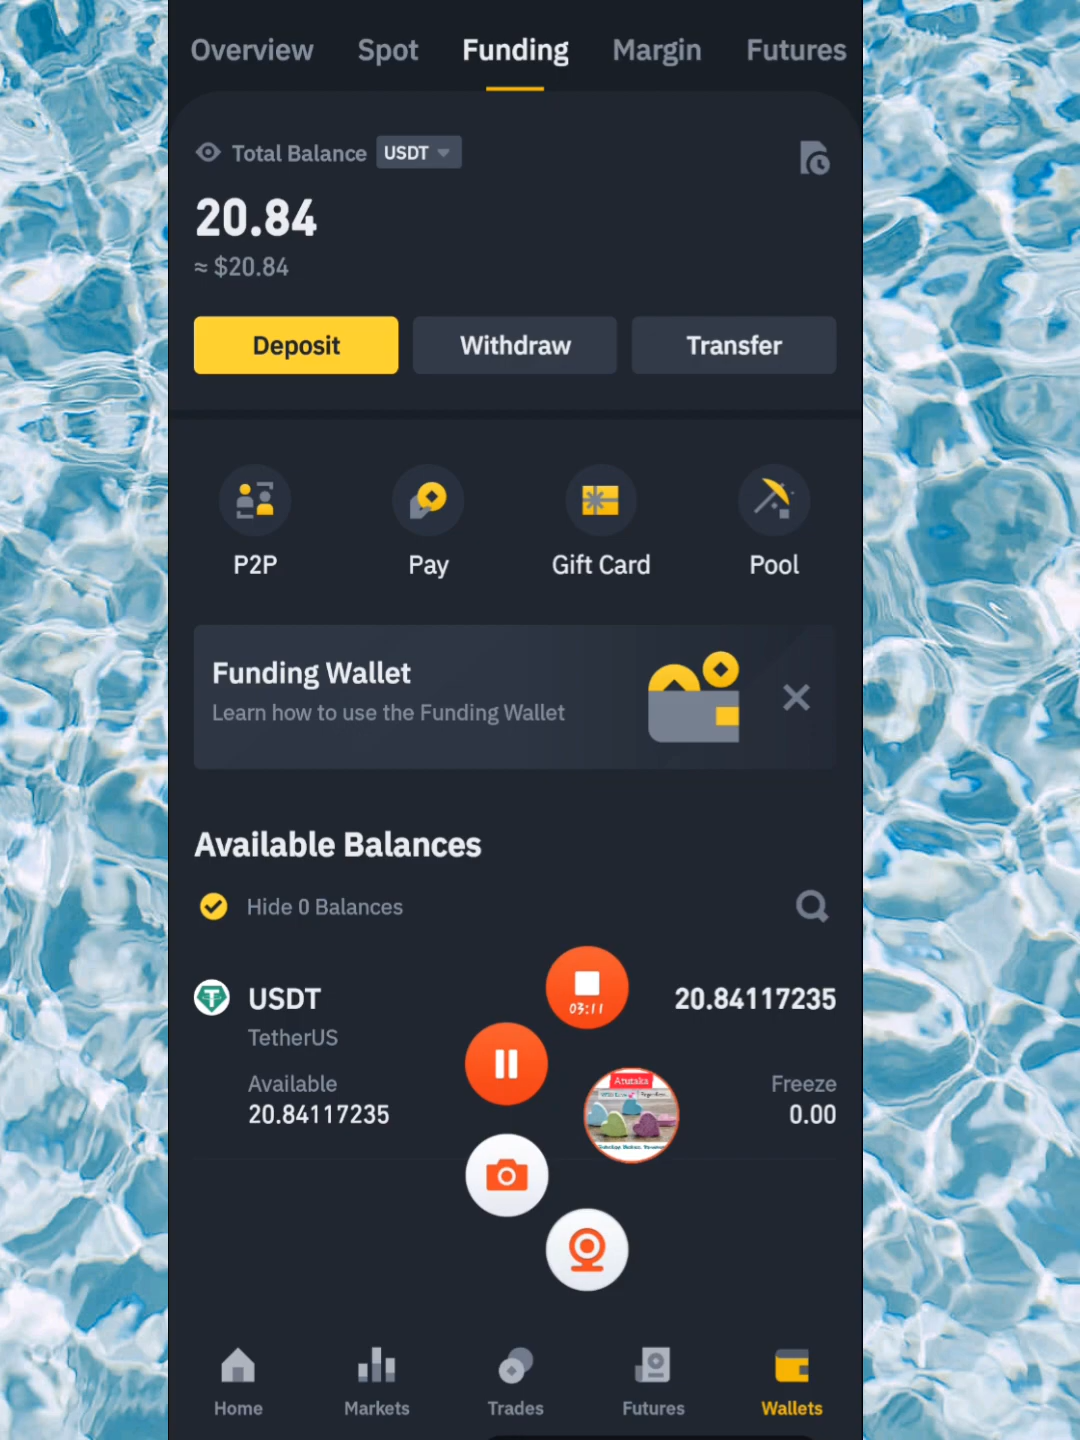 Overview Spot Funding Margin Futures
Total Balance USDT
20.84
≈ $20.84
Deposit Withdraw Transfer
P2P Pay Gift Card Pool
Funding Wallet
Learn how to use the Funding Wallet
Available Balances
Hide 0 Balances
USDT 20.84117235
03:11
TetherUS
Available Freeze
20.84117235 0.00
Atutaka
Home Markets Trades Futures Wallets